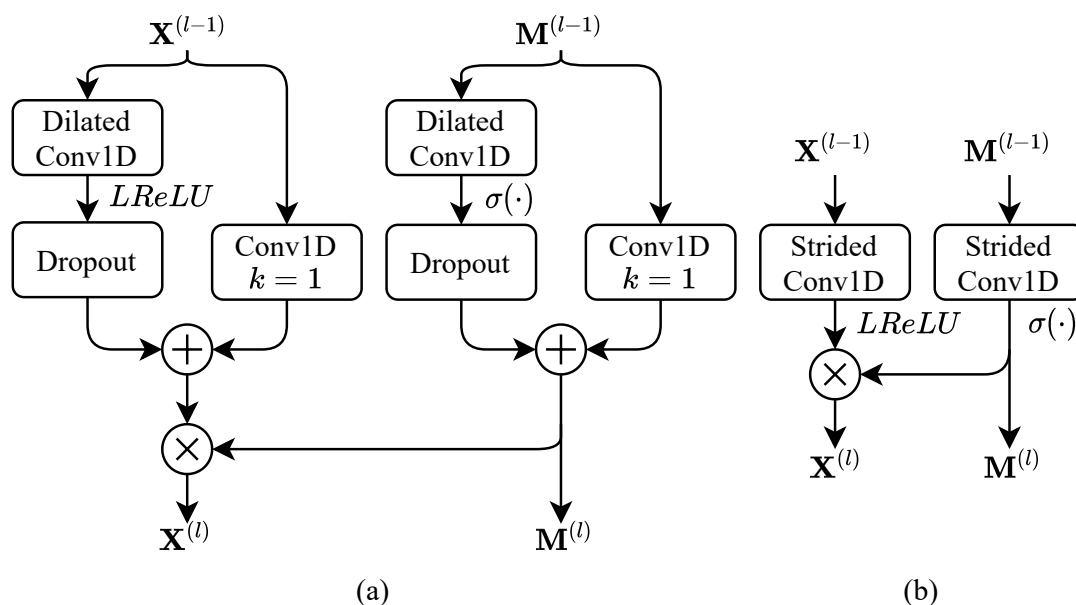 𝐗^{(l−1)}
𝐌^{(l−1)}
Dilated
Conv1D
LReLU
Dropout
Conv1D
k = 1
Dilated
Conv1D
σ(·)
Dropout
Conv1D
k = 1
+
+
×
𝐗^{(l)}
𝐌^{(l)}
(a)
𝐗^{(l−1)}
𝐌^{(l−1)}
Strided
Conv1D
Strided
Conv1D
LReLU
σ(·)
×
𝐗^{(l)}
𝐌^{(l)}
(b)